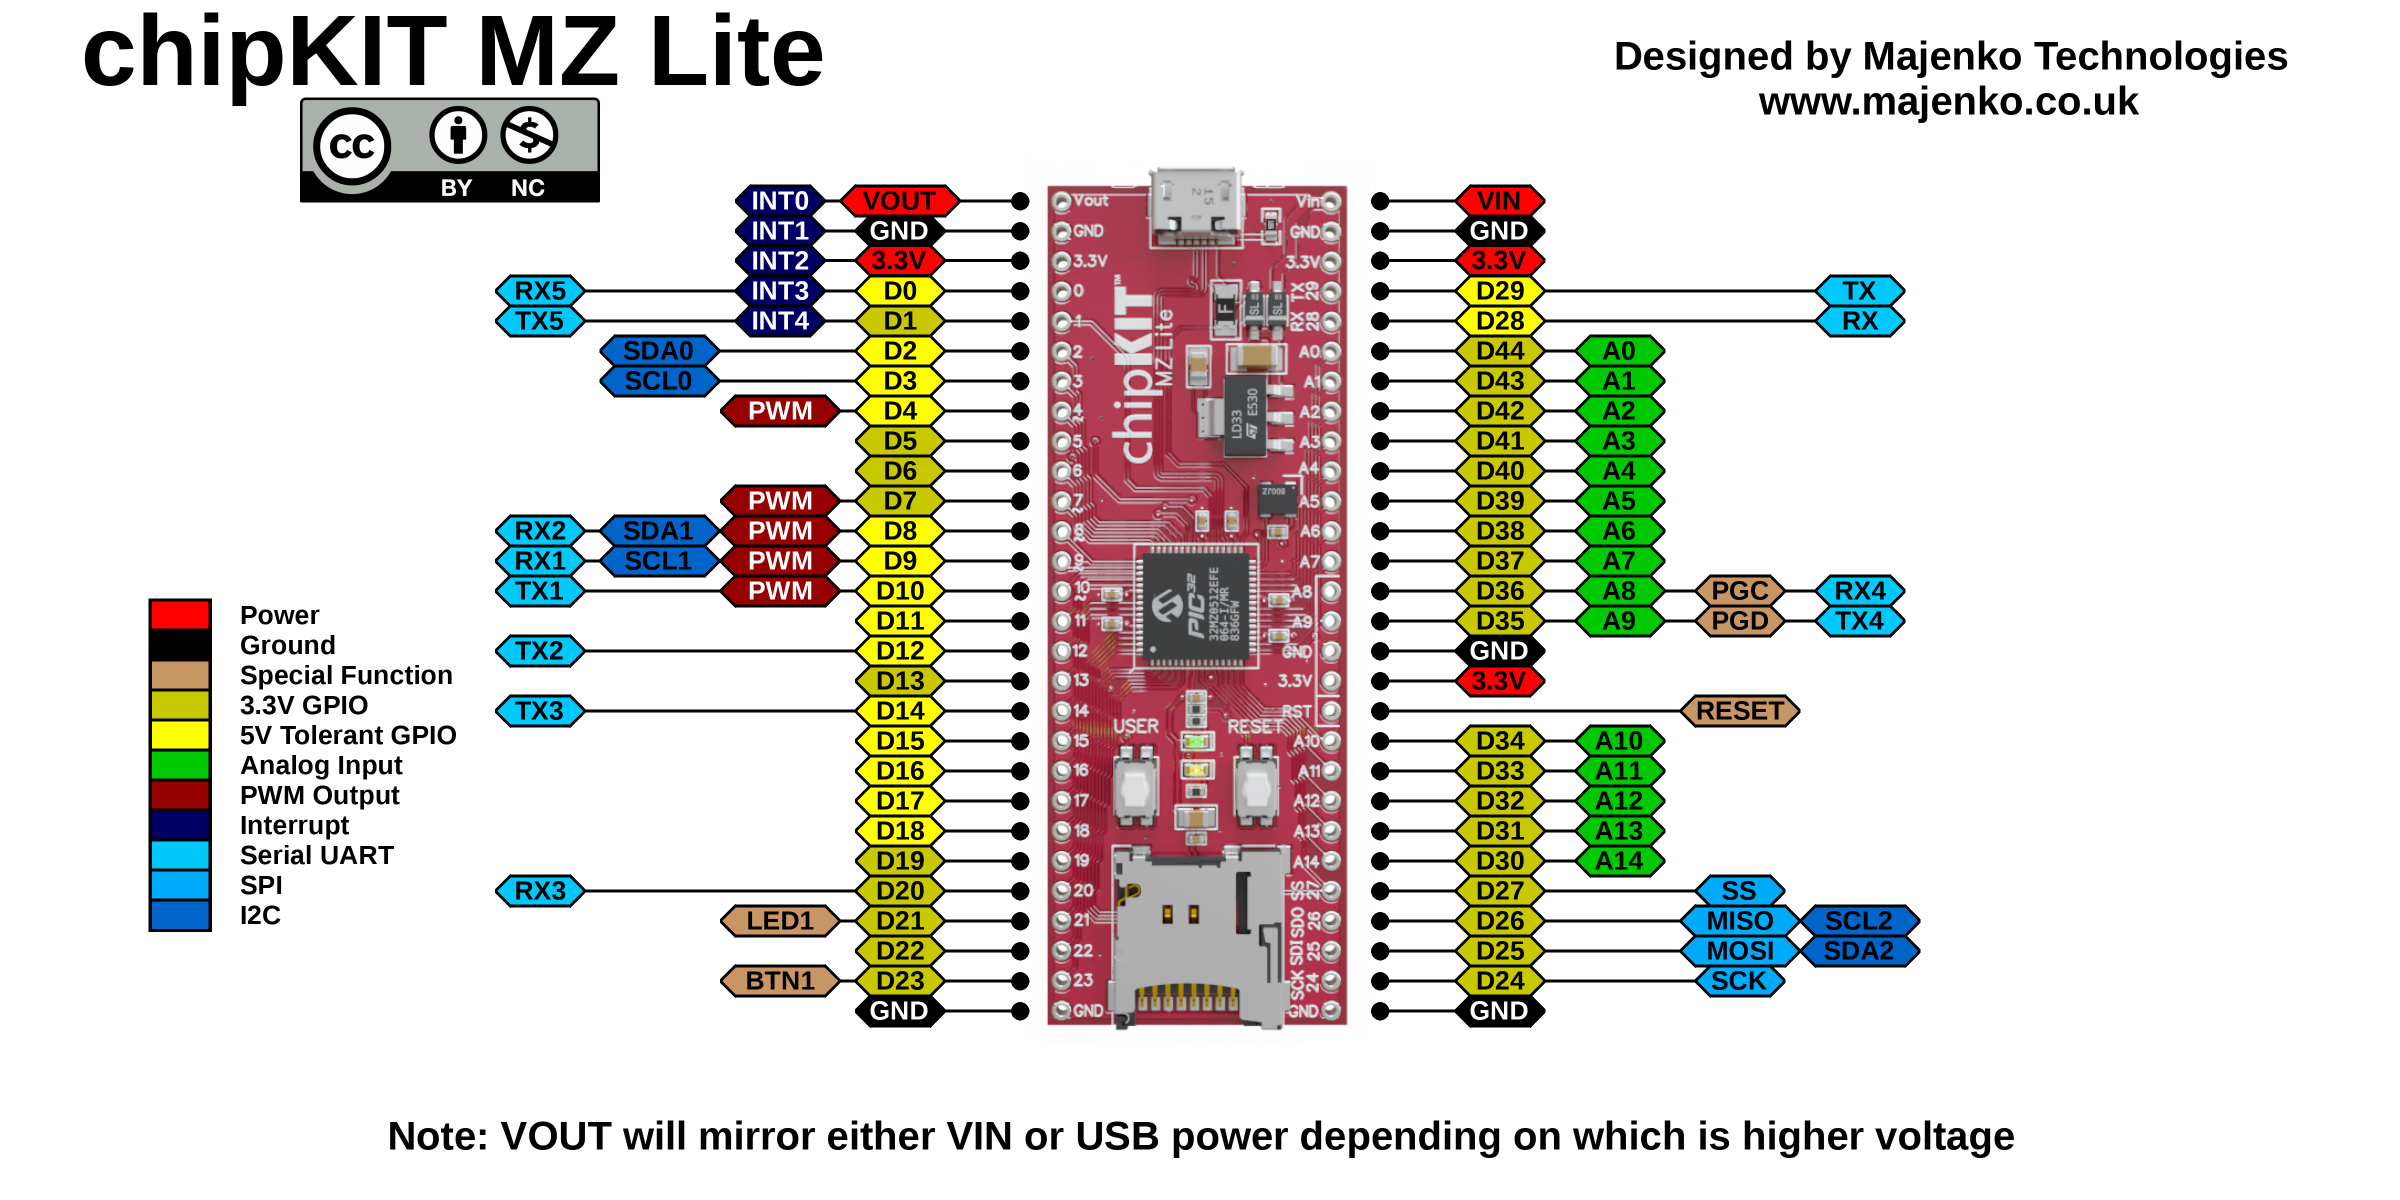 chipKIT MZ Lite
Designed by Majenko Technologies
www.majenko.co.uk
cc
BY NC
INT0 VOUT
INT1 GND
INT2 3.3V
RX5 INT3 D0
TX5 INT4 D1
SDA0 D2
SCL0 D3
PWM D4
D5
D6
PWM D7
RX2 SDA1 PWM D8
RX1 SCL1 PWM D9
TX1 PWM D10
D11
TX2 D12
D13
TX3 D14
D15
D16
D17
D18
D19
RX3 D20
LED1 D21
D22
BTN1 D23
GND
Vout
GND
3.3V
0
1
2
3
4
5
6
7
8
9
10
11
12
13
14
15
16
17
18
19
20
21
22
23
GND
chipKIT™
MZ Lite
F
SL
SL
LD33
E530
PIC32
32MZ0512EFE
064-I/MR
836GFW
USER
RESET
Vin
GND
3.3V
TX 29
RX 28
A0
A1
A2
A3
A4
A5
A6
A7
A8
A9
GND
3.3V
RST
A10
A11
A12
A13
A14
SS 27
SDO 26
SDI 25
SCK 24
GND
VIN
GND
3.3V
D29 TX
D28 RX
D44 A0
D43 A1
D42 A2
D41 A3
D40 A4
D39 A5
D38 A6
D37 A7
D36 A8 PGC RX4
D35 A9 PGD TX4
GND
3.3V
RESET
D34 A10
D33 A11
D32 A12
D31 A13
D30 A14
D27 SS
D26 MISO SCL2
D25 MOSI SDA2
D24 SCK
GND
Power
Ground
Special Function
3.3V GPIO
5V Tolerant GPIO
Analog Input
PWM Output
Interrupt
Serial UART
SPI
I2C
Note: VOUT will mirror either VIN or USB power depending on which is higher voltage